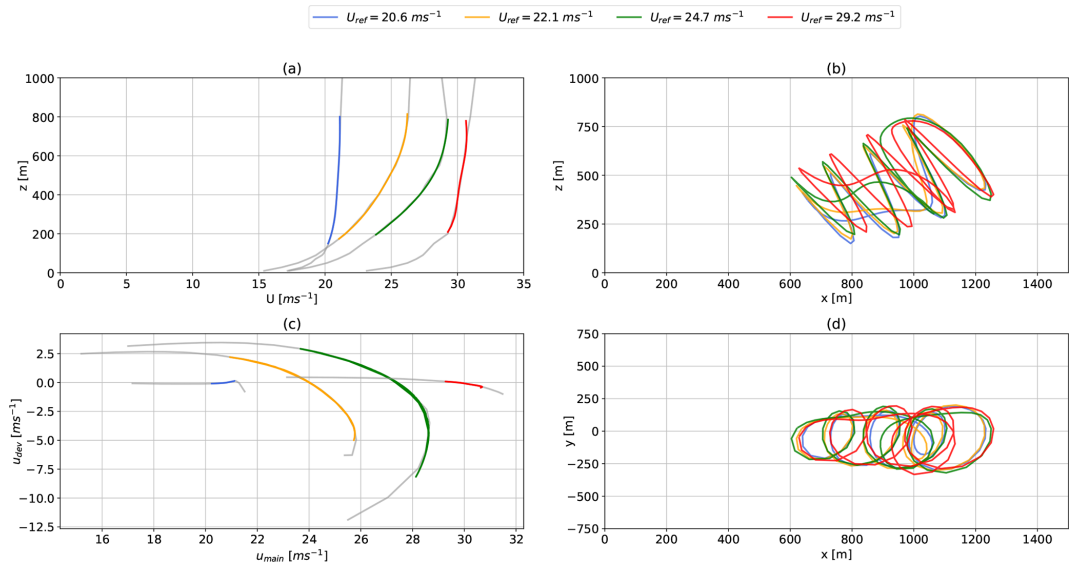 U_ref = 20.6 ms⁻¹ U_ref = 22.1 ms⁻¹ U_ref = 24.7 ms⁻¹ U_ref = 29.2 ms⁻¹
(a)
1000
800
600
400
200
0
z [m]
0 5 10 15 20 25 30 35
U [ms⁻¹]
(b)
1000
750
500
250
0
z [m]
0 200 400 600 800 1000 1200 1400
x [m]
(c)
2.5
0.0
−2.5
−5.0
−7.5
−10.0
−12.5
u_dev. [ms⁻¹]
16 18 20 22 24 26 28 30 32
u_main [ms⁻¹]
(d)
750
500
250
0
−250
−500
−750
y [m]
0 200 400 600 800 1000 1200 1400
x [m]